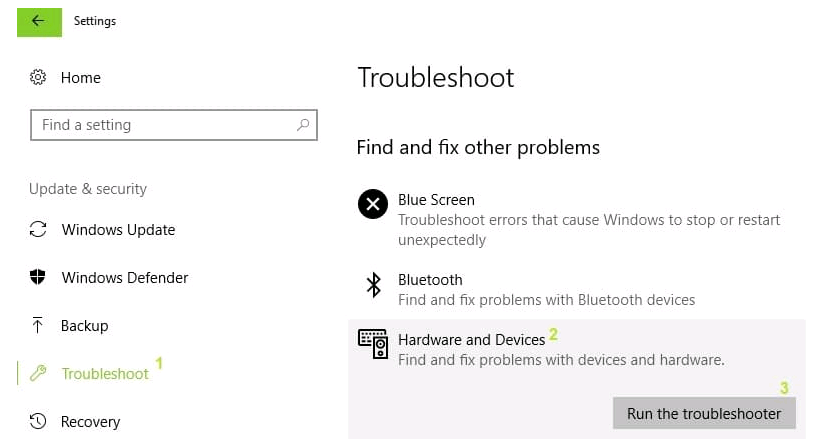 Settings
Home
Find a setting
Update & security
Windows Update
Windows Defender
Backup
Troubleshoot 1
Recovery
Troubleshoot
Find and fix other problems
Blue Screen
Troubleshoot errors that cause Windows to stop or restart
unexpectedly
Bluetooth
Find and fix problems with Bluetooth devices
Hardware and Devices 2
Find and fix problems with devices and hardware.
3
Run the troubleshooter